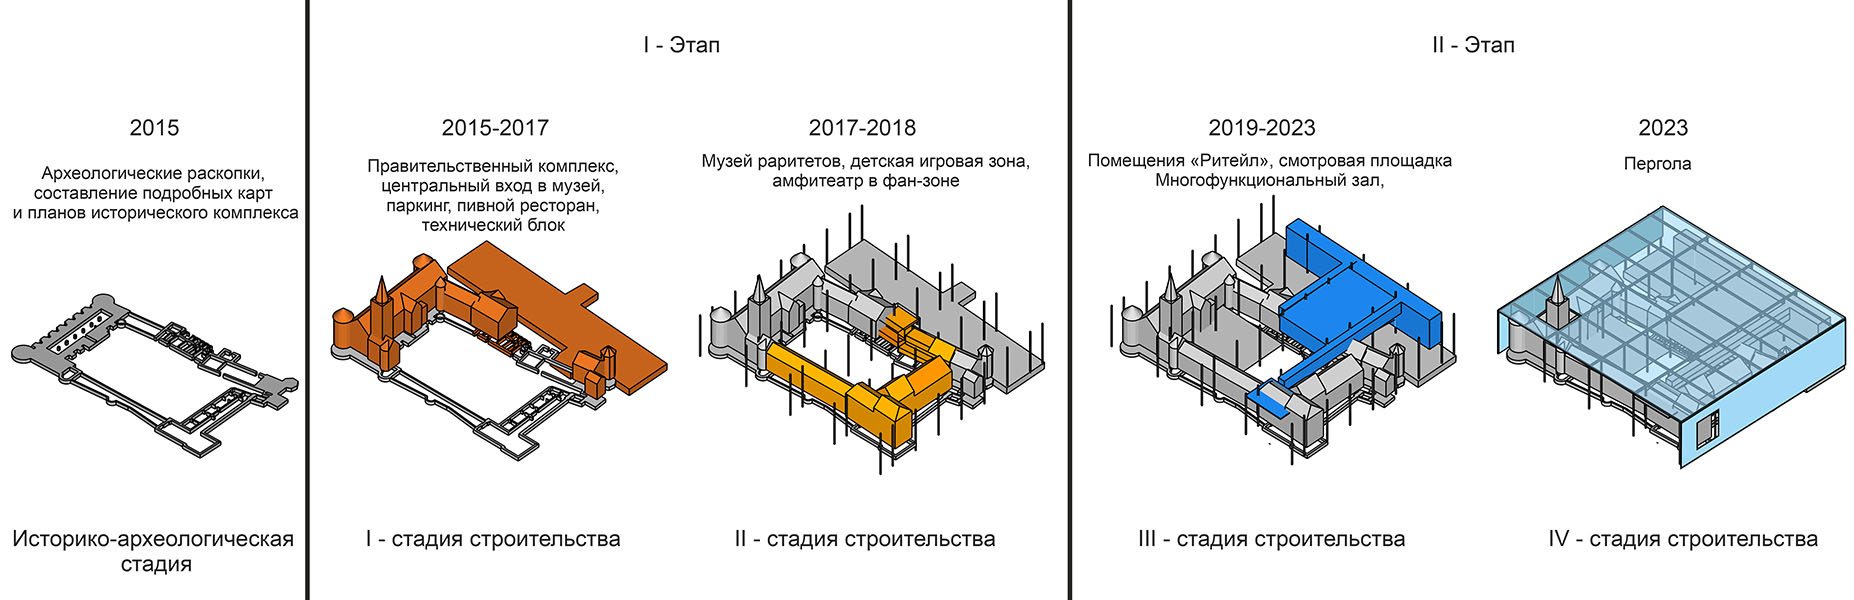 I - Этап
II - Этап
2015
Археологические раскопки,
составление подробных карт
и планов исторического комплекса
Историко-археологическая
стадия
2015-2017
Правительственный комплекс,
центральный вход в музей,
паркинг, пивной ресторан,
технический блок
I - стадия строительства
2017-2018
Музей раритетов, детская игровая зона,
амфитеатр в фан-зоне
II - стадия строительства
2019-2023
Помещения «Ритейл», смотровая площадка
Многофункциональный зал,
III - стадия строительства
2023
Пергола
IV - стадия строительства